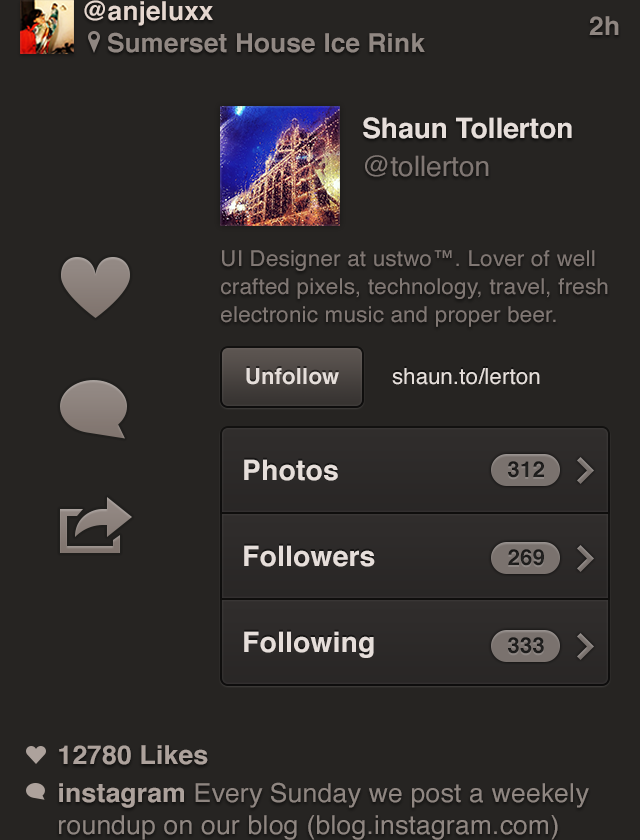 @anjeluxx
2h
Summerset House Ice Rink
Shaun Tollerton
@tollerton
UI Designer at ustwo™. Lover of well
crafted pixels, technology, travel, fresh
electronic music and proper beer.
Unfollow
shaun.to/lerton
Photos 312
Followers 269
Following 333
12780 Likes
instagram Every Sunday we post a weekely
roundup on our blog (blog.instagram.com)